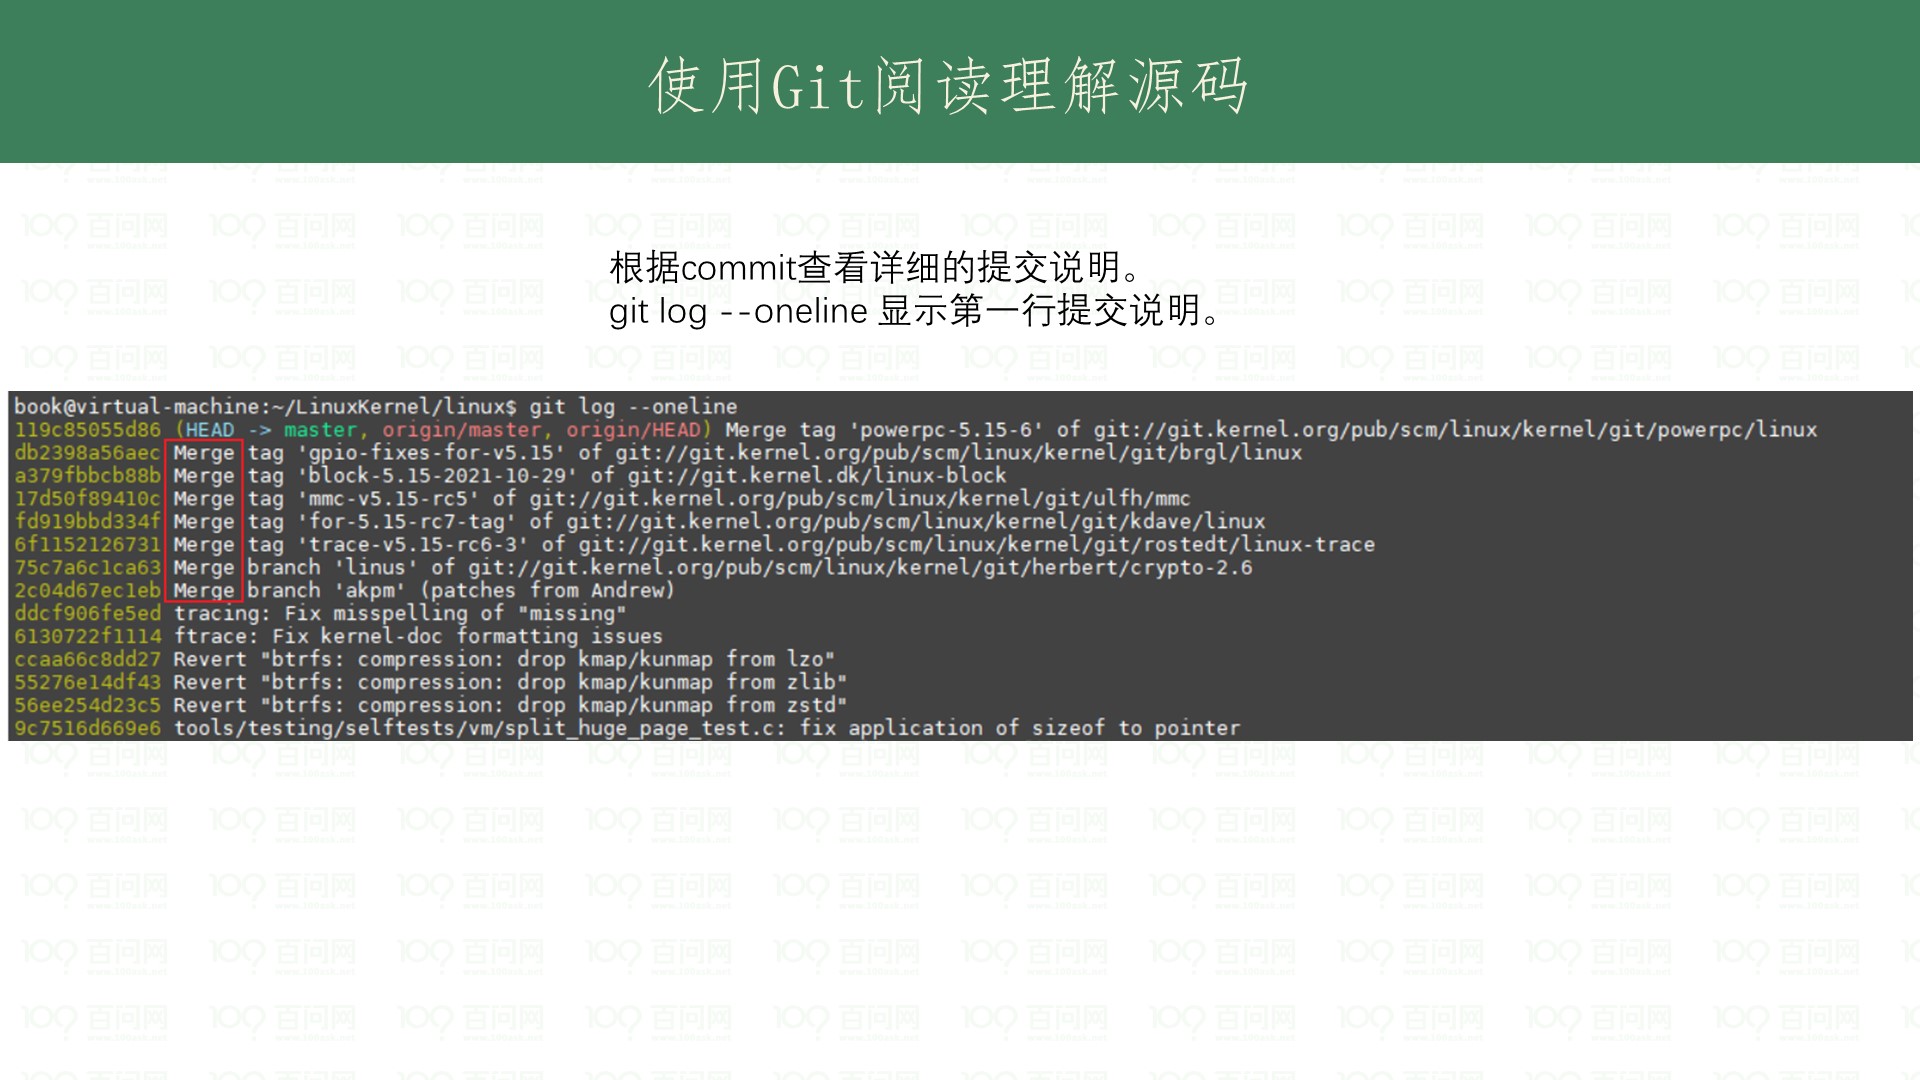 使用Git阅读理解源码
根据commit查看详细的提交说明。
git log --oneline 显示第一行提交说明。
book@virtual-machine:~/LinuxKernel/linux$ git log --oneline
119c85055d86 (HEAD -> master, origin/master, origin/HEAD) Merge tag 'powerpc-5.15-6' of git://git.kernel.org/pub/scm/linux/kernel/git/powerpc/linux
db2398a56aec Merge tag 'gpio-fixes-for-v5.15' of git://git.kernel.org/pub/scm/linux/kernel/git/brgl/linux
a379fbbcb88b Merge tag 'block-5.15-2021-10-29' of git://git.kernel.dk/linux-block
17d50f89410c Merge tag 'mmc-v5.15-rc5' of git://git.kernel.org/pub/scm/linux/kernel/git/ulfh/mmc
fd919bbd334f Merge tag 'for-5.15-rc7-tag' of git://git.kernel.org/pub/scm/linux/kernel/git/kdave/linux
6f1152126731 Merge tag 'trace-v5.15-rc6-3' of git://git.kernel.org/pub/scm/linux/kernel/git/rostedt/linux-trace
75c7a6c1ca63 Merge branch 'linus' of git://git.kernel.org/pub/scm/linux/kernel/git/herbert/crypto-2.6
2c04d67ec1eb Merge branch 'akpm' (patches from Andrew)
ddcf906fe5ed tracing: Fix misspelling of "missing"
6130722f1114 ftrace: Fix kernel-doc formatting issues
ccaa66c8dd27 Revert "btrfs: compression: drop kmap/kunmap from lzo"
55276e14df43 Revert "btrfs: compression: drop kmap/kunmap from zlib"
56ee254d23c5 Revert "btrfs: compression: drop kmap/kunmap from zstd"
9c7516d669e6 tools/testing/selftests/vm/split_huge_page_test.c: fix application of sizeof to pointer